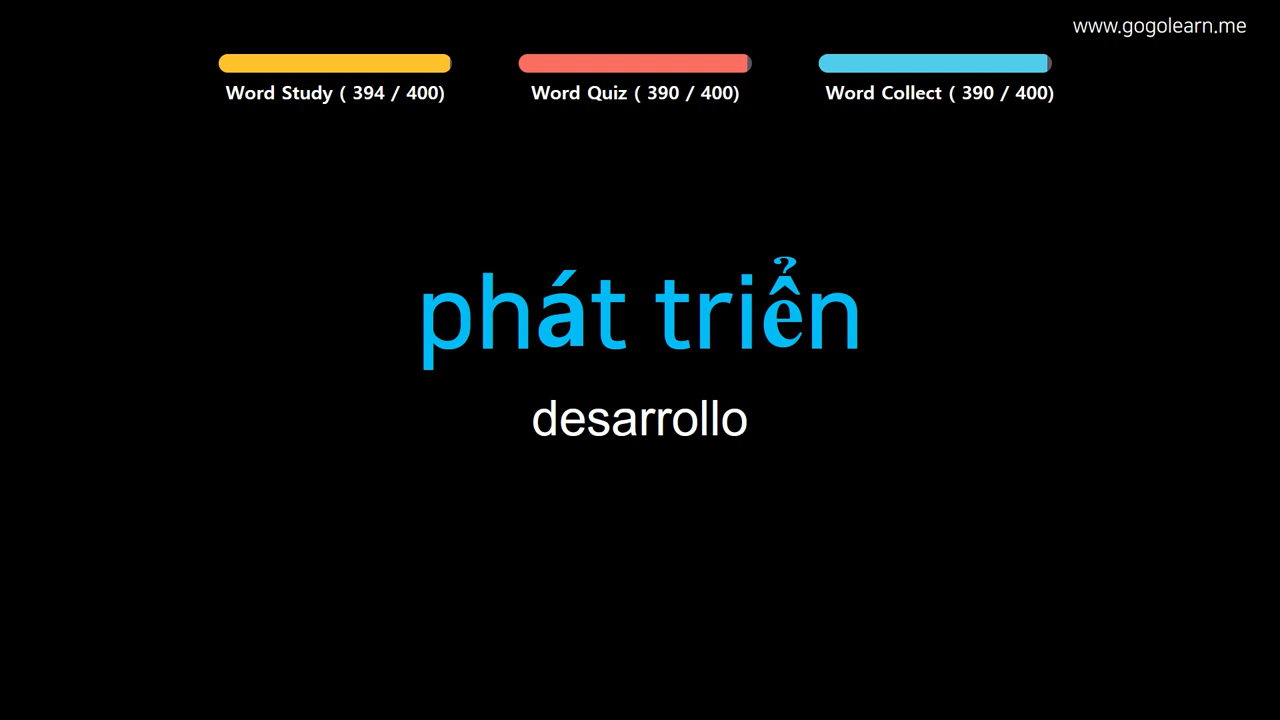 www.gogolearn.me
Word Study ( 394 / 400)
Word Quiz ( 390 / 400)
Word Collect ( 390 / 400)
phát triển
desarrollo